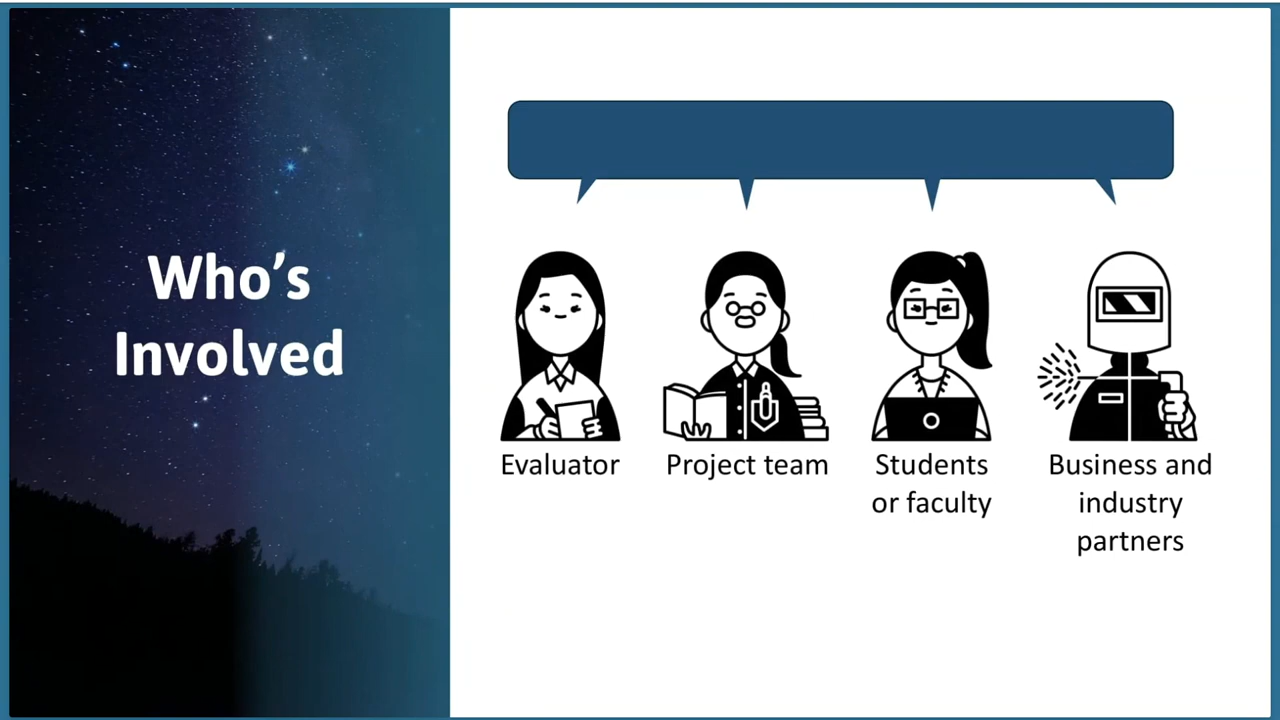 Who’s
Involved
Evaluator
Project team
Students
or faculty
Business and
industry
partners